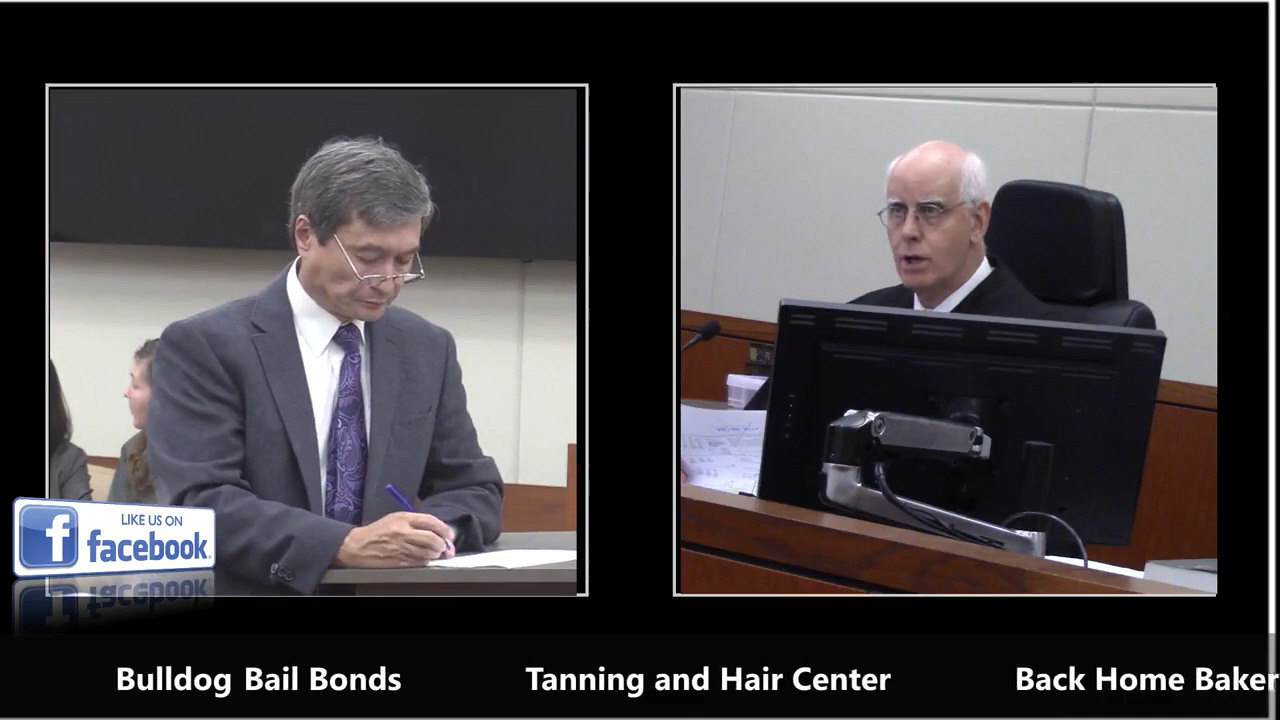 LIKE US ON
facebook
Bulldog Bail Bonds
Tanning and Hair Center
Back Home Baker